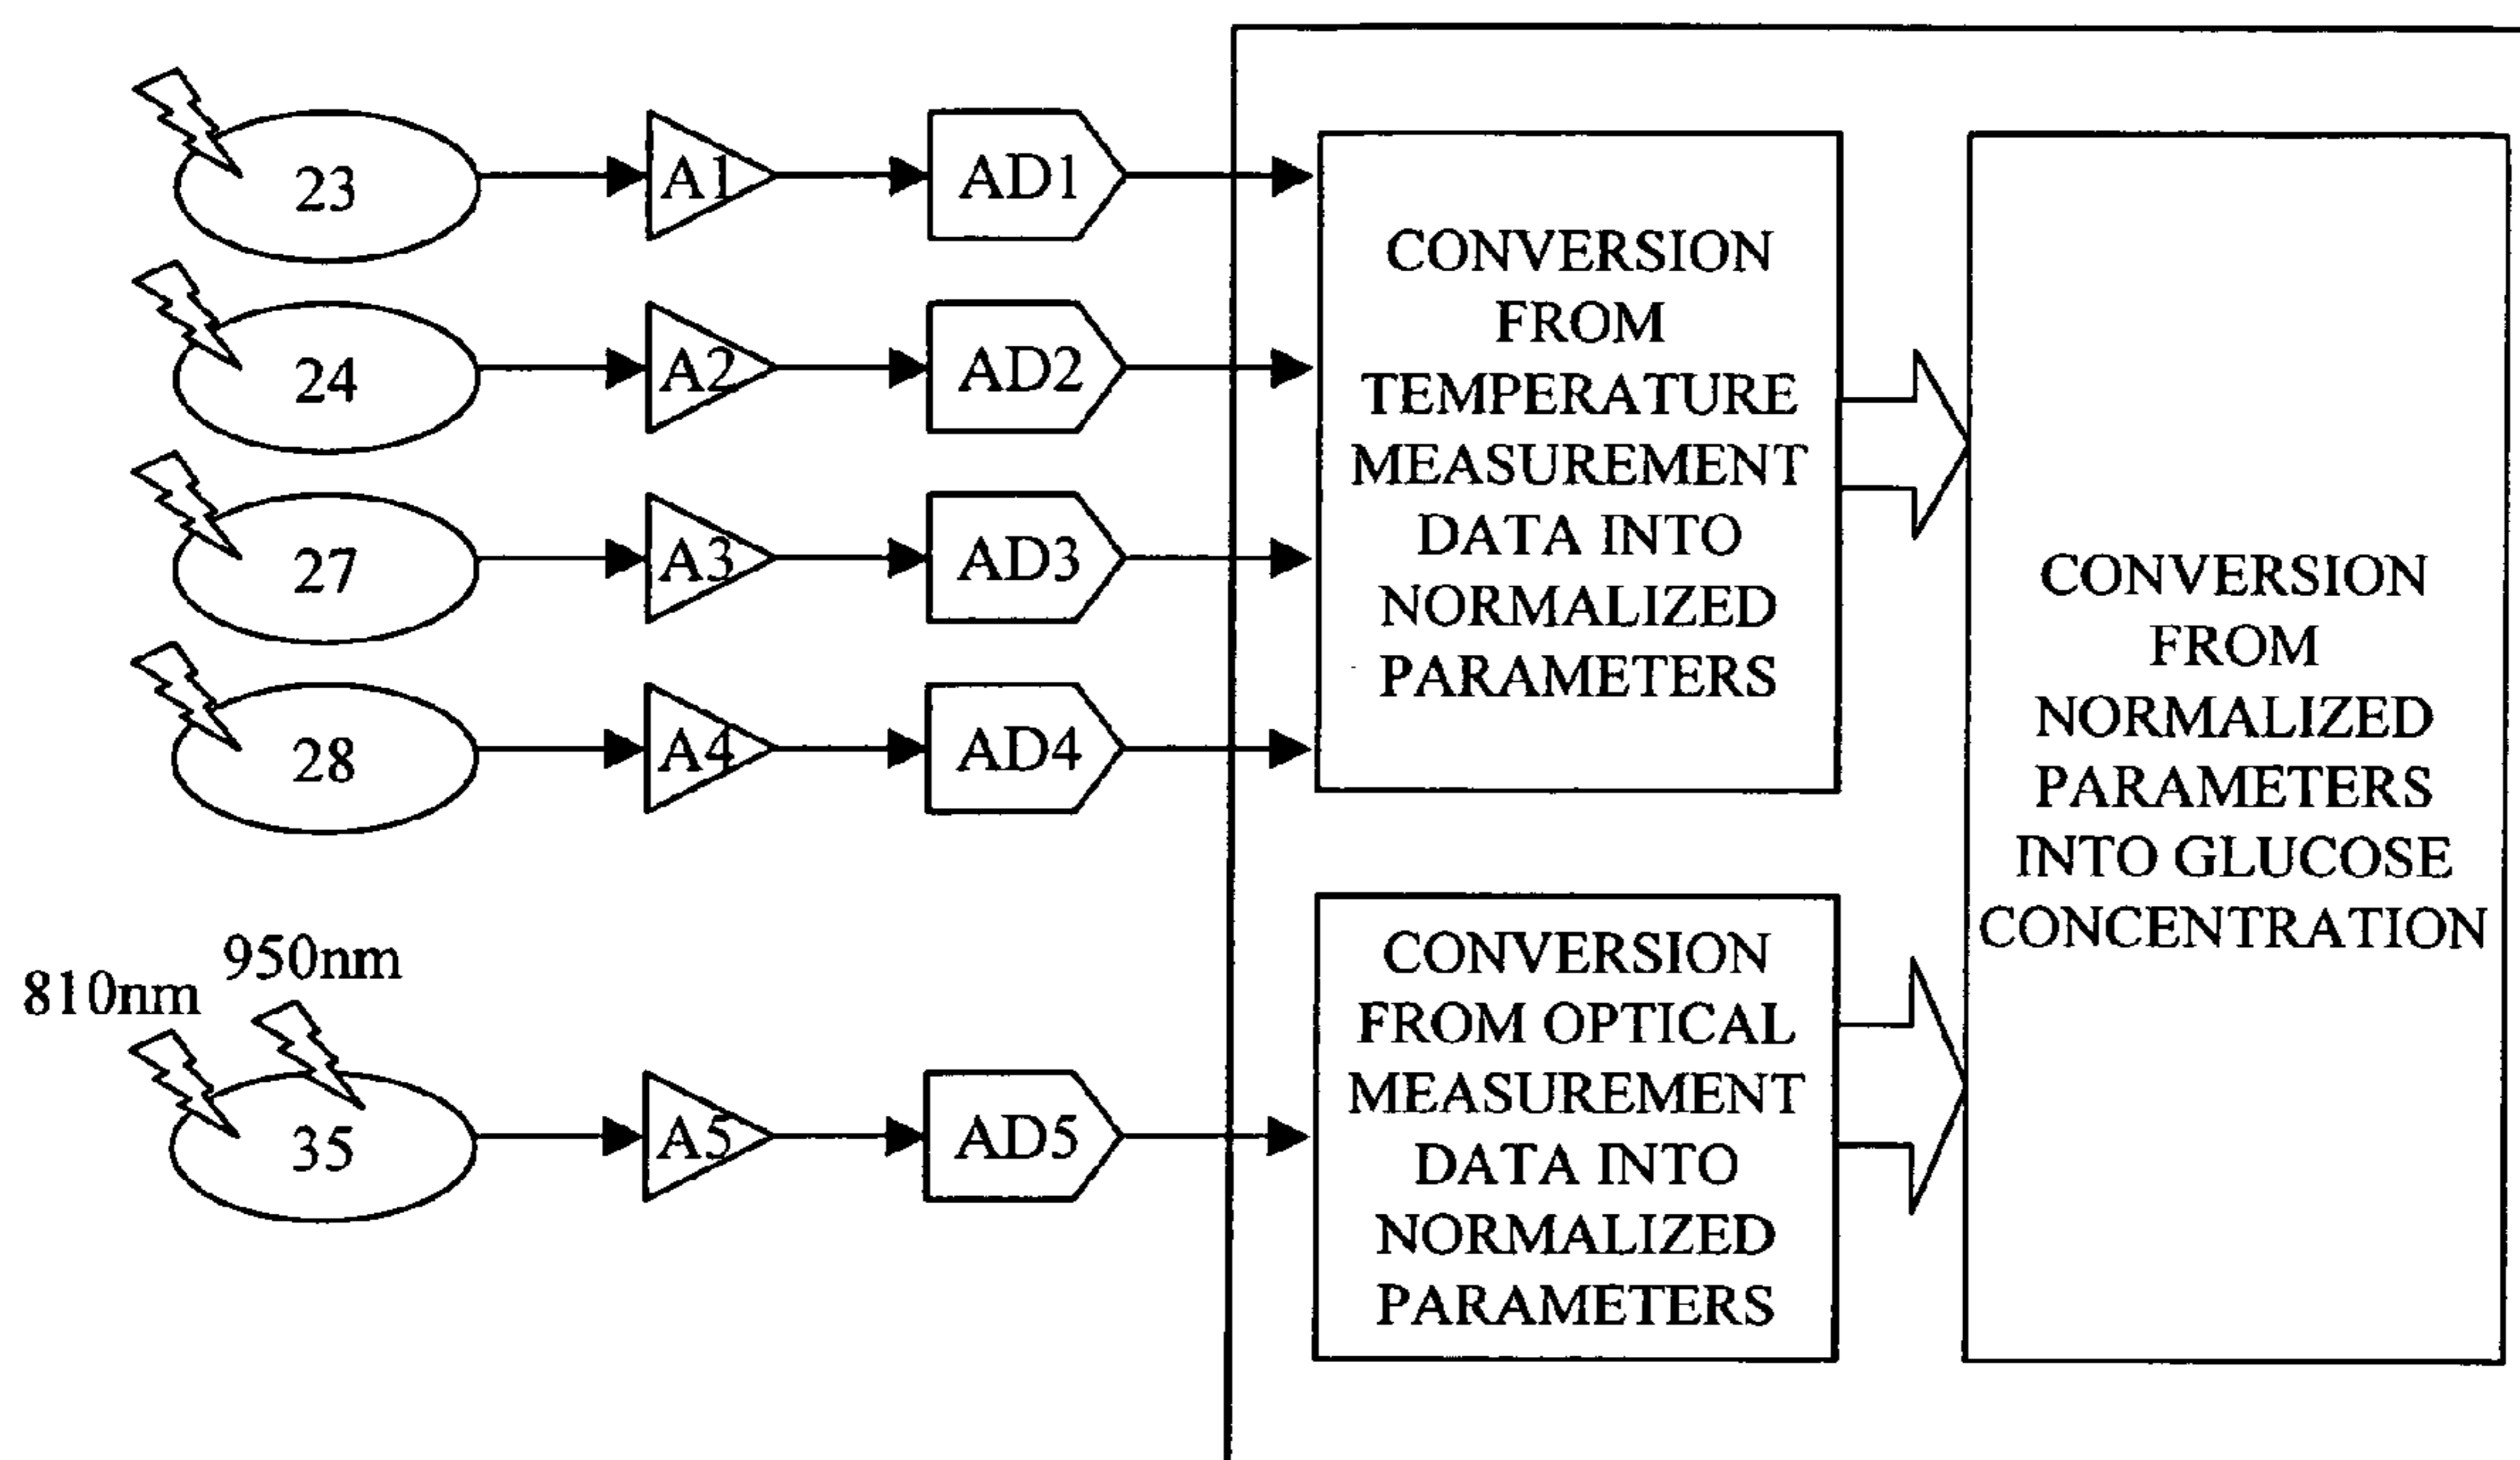 23
A1
AD1
24
A2
AD2
27
A3
AD3
28
A4
AD4
CONVERSION
FROM
TEMPERATURE
MEASUREMENT
DATA INTO
NORMALIZED
PARAMETERS
810nm
950nm
35
A5
AD5
CONVERSION
FROM OPTICAL
MEASUREMENT
DATA INTO
NORMALIZED
PARAMETERS
CONVERSION
FROM
NORMALIZED
PARAMETERS
INTO GLUCOSE
CONCENTRATION